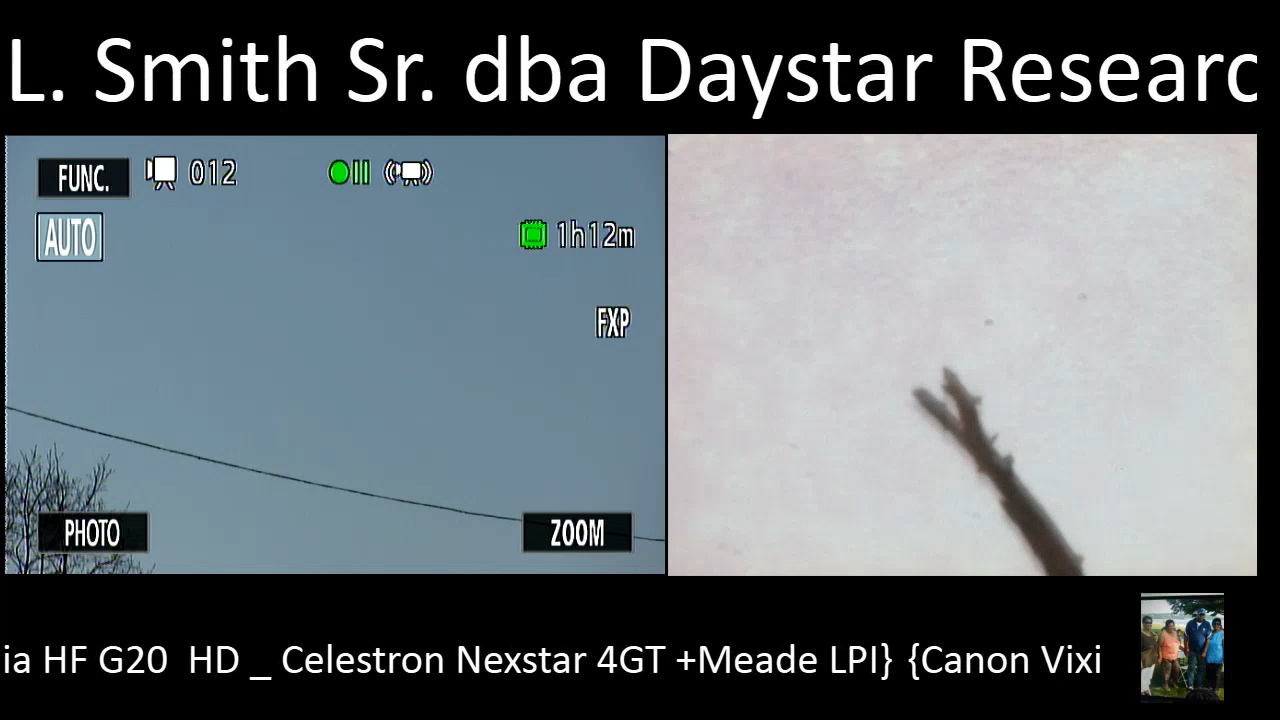 L. Smith Sr. dba Daystar Researc
FUNC. 012
AUTO
1h12m
FXP
PHOTO ZOOM
ia HF G20 HD _ Celestron Nexstar 4GT +Meade LPI} {Canon Vixi